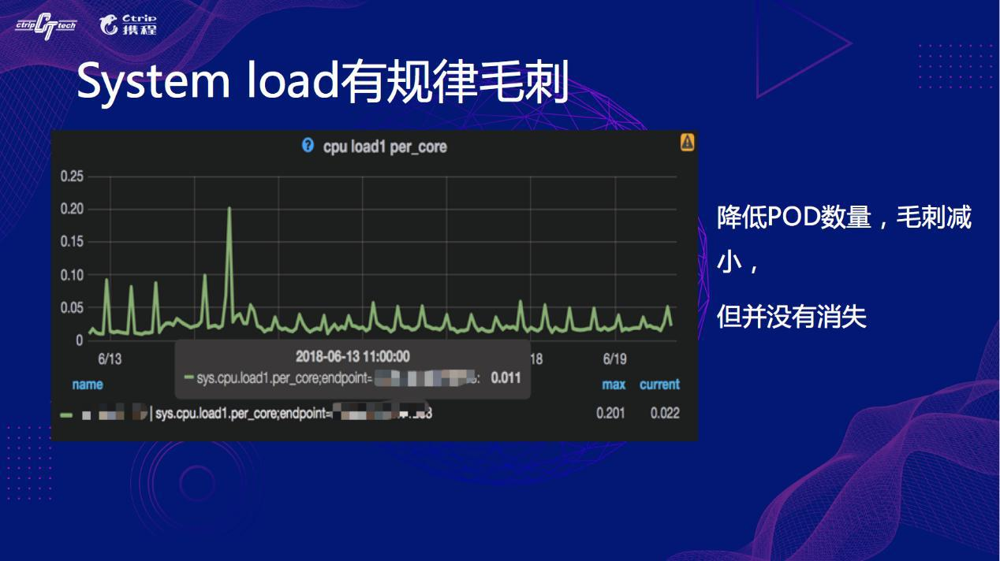 ctrip tech
Ctrip
携程
System load有规律毛刺
cpu load1 per_core
0.25
0.20
0.15
0.10
0.05
0
6/13
18
6/19
2018-06-13 11:00:00
sys.cpu.load1.per_core;endpoint=
0.011
name
max
current
| sys.cpu.load1.per_core;endpoint=
0.201
0.022
降低POD数量，毛刺减
小，
但并没有消失